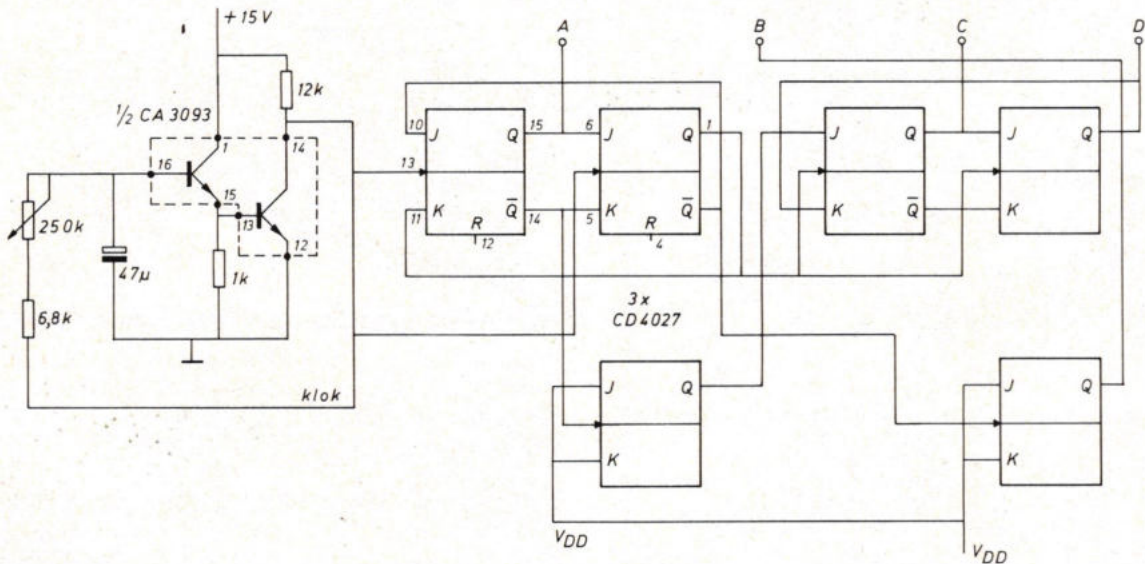 +15V
A
B
C
D
12k
½ CA 3093
10 J Q 15 6 J Q 1
J Q
J Q
1
14
16
13
15
13
12
250k
47µ
1k
6,8k
11 K Q̅ 14 5 K Q̅
K Q̅
K
R
12
R
4
3x
CD4027
klok
J Q
K
J Q
K
VDD
VDD